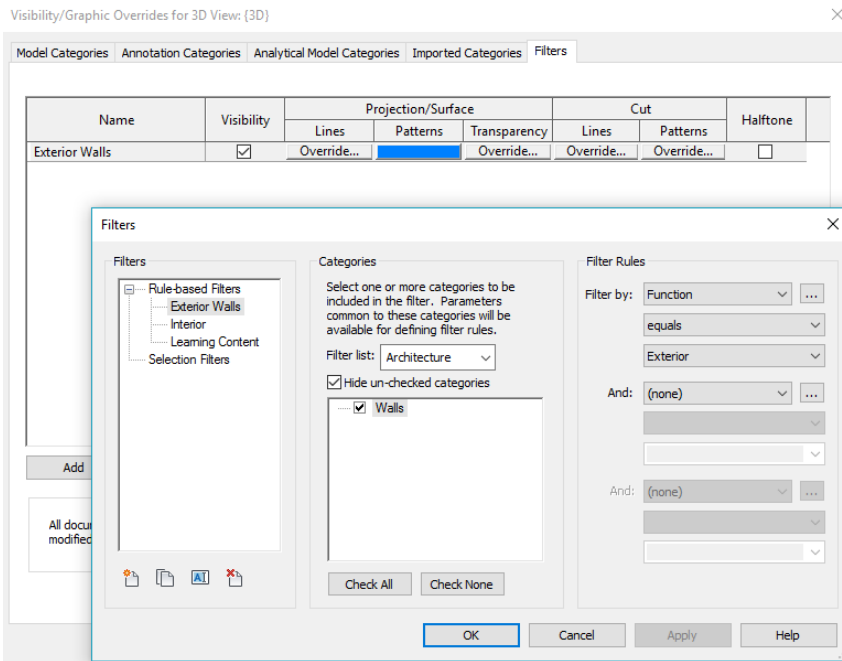 Visibility/Graphic Overrides for 3D View: {3D}
Model Categories Annotation Categories Analytical Model Categories Imported Categories Filters
Name Visibility Projection/Surface Cut Halftone
Lines Patterns Transparency Lines Patterns
Exterior Walls Override... Override... Override... Override...
Filters
Filters
Rule-based Filters
Exterior Walls
Interior
Learning Content
Selection Filters
Categories
Select one or more categories to be
included in the filter. Parameters
common to these categories will be
available for defining filter rules.
Filter list: Architecture
Hide un-checked categories
Walls
Check All Check None
Filter Rules
Filter by: Function ...
equals
Exterior
And: (none) ...
And: (none) ...
Add
All docu
modified
OK Cancel Apply Help